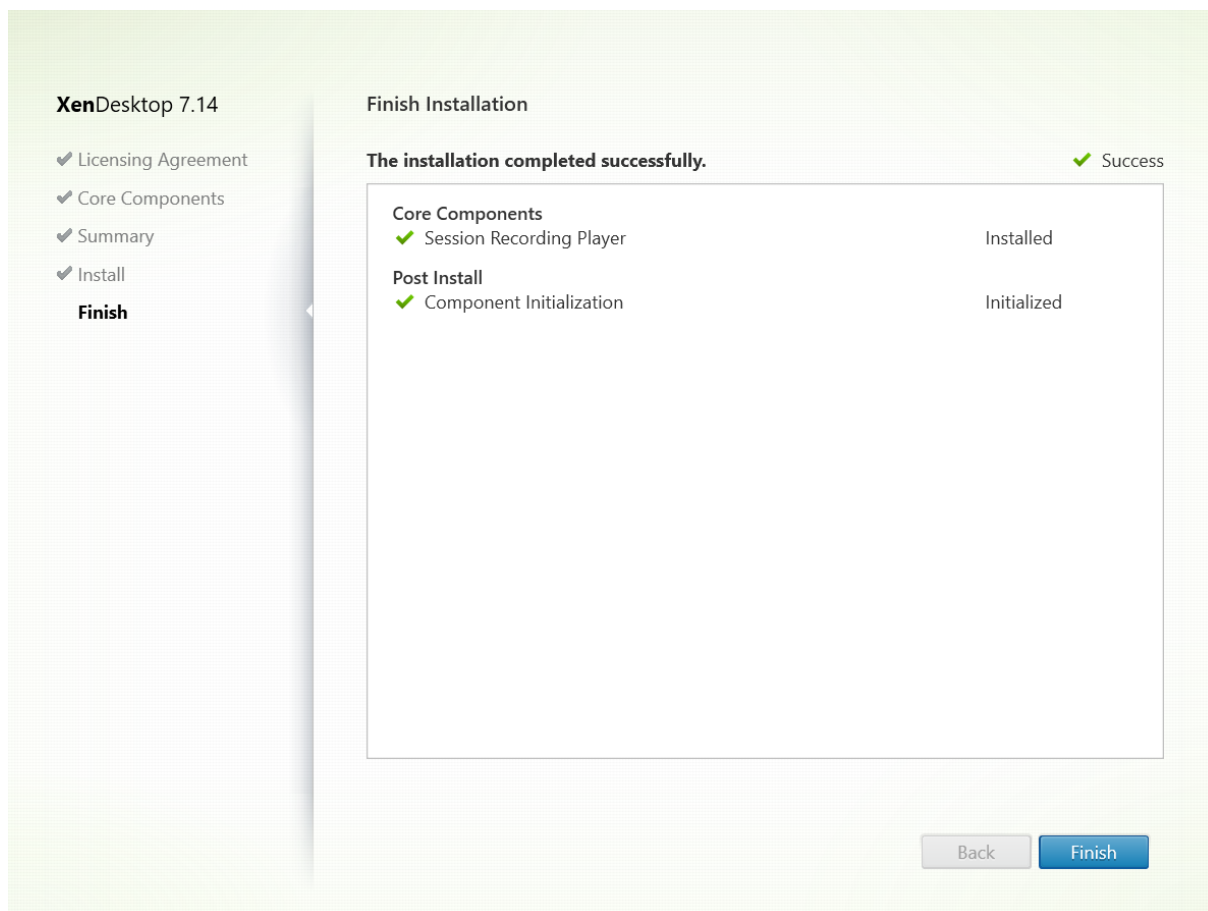 XenDesktop 7.14
Licensing Agreement
Core Components
Summary
Install
Finish
Finish Installation
The installation completed successfully. Success
Core Components
Session Recording Player Installed
Post Install
Component Initialization Initialized
Back Finish